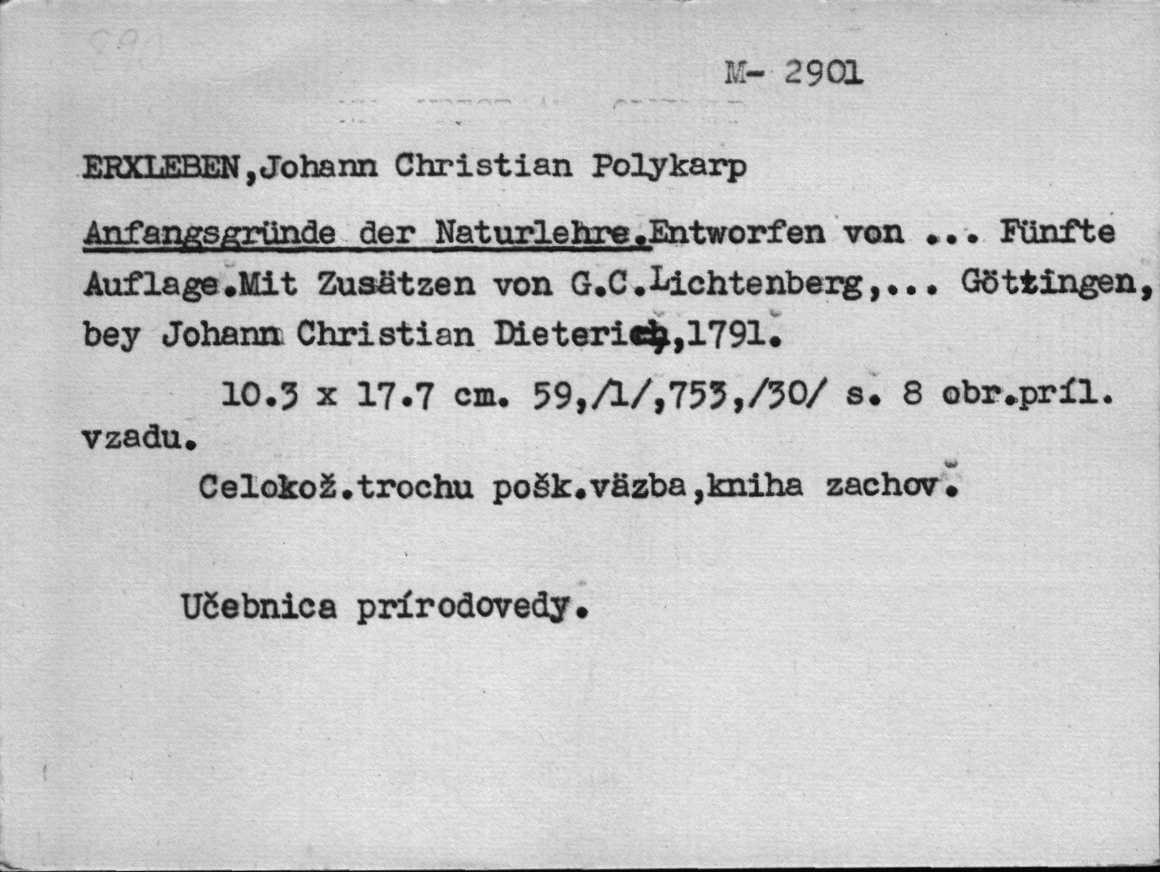 M- 2901
ERXLEBEN,Johann Christian Polykarp
Anfangsgründe der Naturlehre.Entworfen von ... Fünfte
Auflage.Mit Zusätzen von G.C.Lichtenberg,... Göttingen,
bey Johann Christian Dieterich,1791.
10.3 x 17.7 cm. 59,/1/,753,/30/ s. 8 obr.príl.
vzadu.
Celokož.trochu pošk.väzba,kniha zachov.
Učebnica prírodovedy.